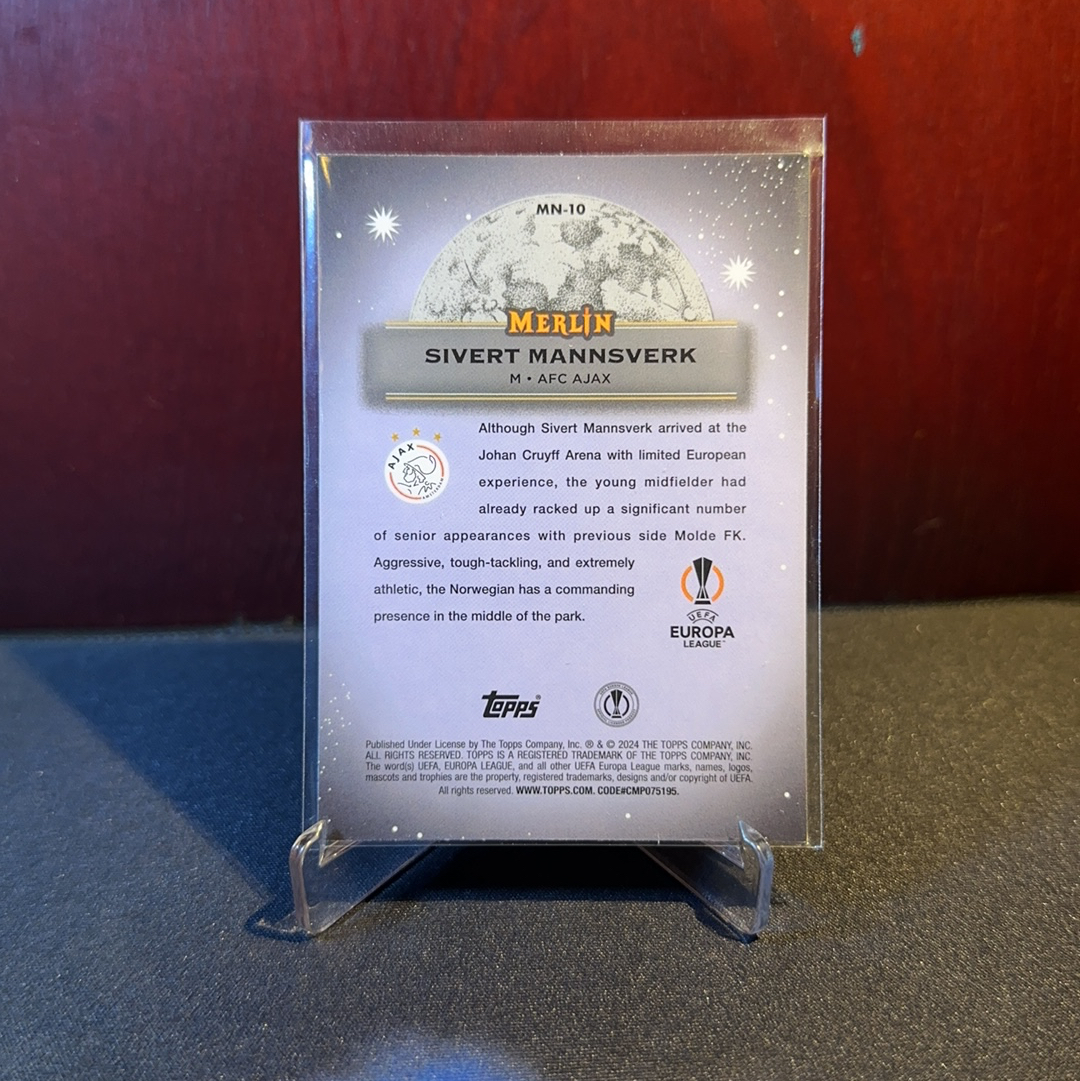 MN-10
MERLIN
SIVERT MANNSVERK
M • AFC AJAX
AJAX
AMSTERDAM
Although Sivert Mannsverk arrived at the
Johan Cruyff Arena with limited European
experience, the young midfielder had
already racked up a significant number
of senior appearances with previous side Molde FK.
Aggressive, tough-tackling, and extremely
athletic, the Norwegian has a commanding
presence in the middle of the park.
UEFA
EUROPA
LEAGUE™
Topps®
Published Under License by The Topps Company, Inc. ® & © 2024 THE TOPPS COMPANY, INC.
ALL RIGHTS RESERVED. TOPPS IS A REGISTERED TRADEMARK OF THE TOPPS COMPANY, INC.
The word(s) UEFA, EUROPA LEAGUE, and all other UEFA Europa League marks, names, logos,
mascots and trophies are the property, registered trademarks, designs and/or copyright of UEFA.
All rights reserved. WWW.TOPPS.COM. CODE#CMP075195.